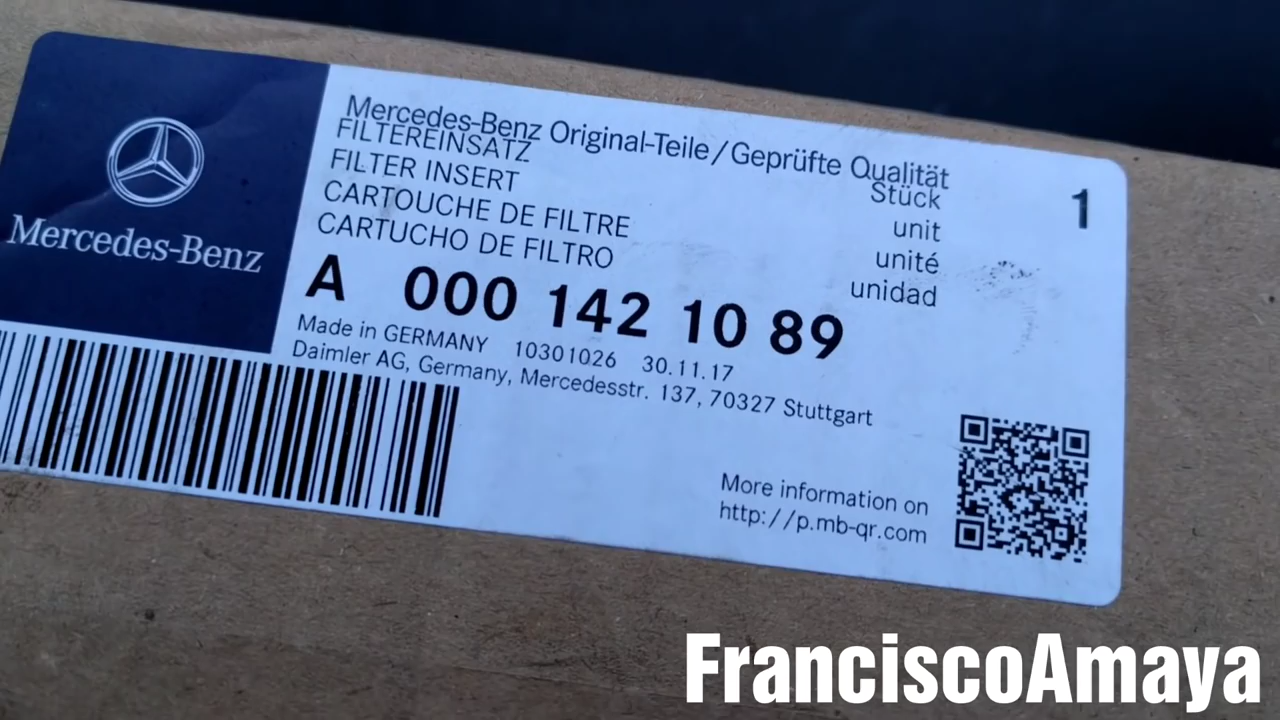 Mercedes-Benz
Mercedes-Benz Original-Teile/Geprüfte Qualität
FILTEREINSATZ
FILTER INSERT
CARTOUCHE DE FILTRE
CARTUCHO DE FILTRO
Stück
unit
unité
unidad
1
A 000 142 10 89
Made in GERMANY 10301026 30.11.17
Daimler AG, Germany, Mercedesstr. 137, 70327 Stuttgart
More information on
http://p.mb-qr.com
FranciscoAmaya